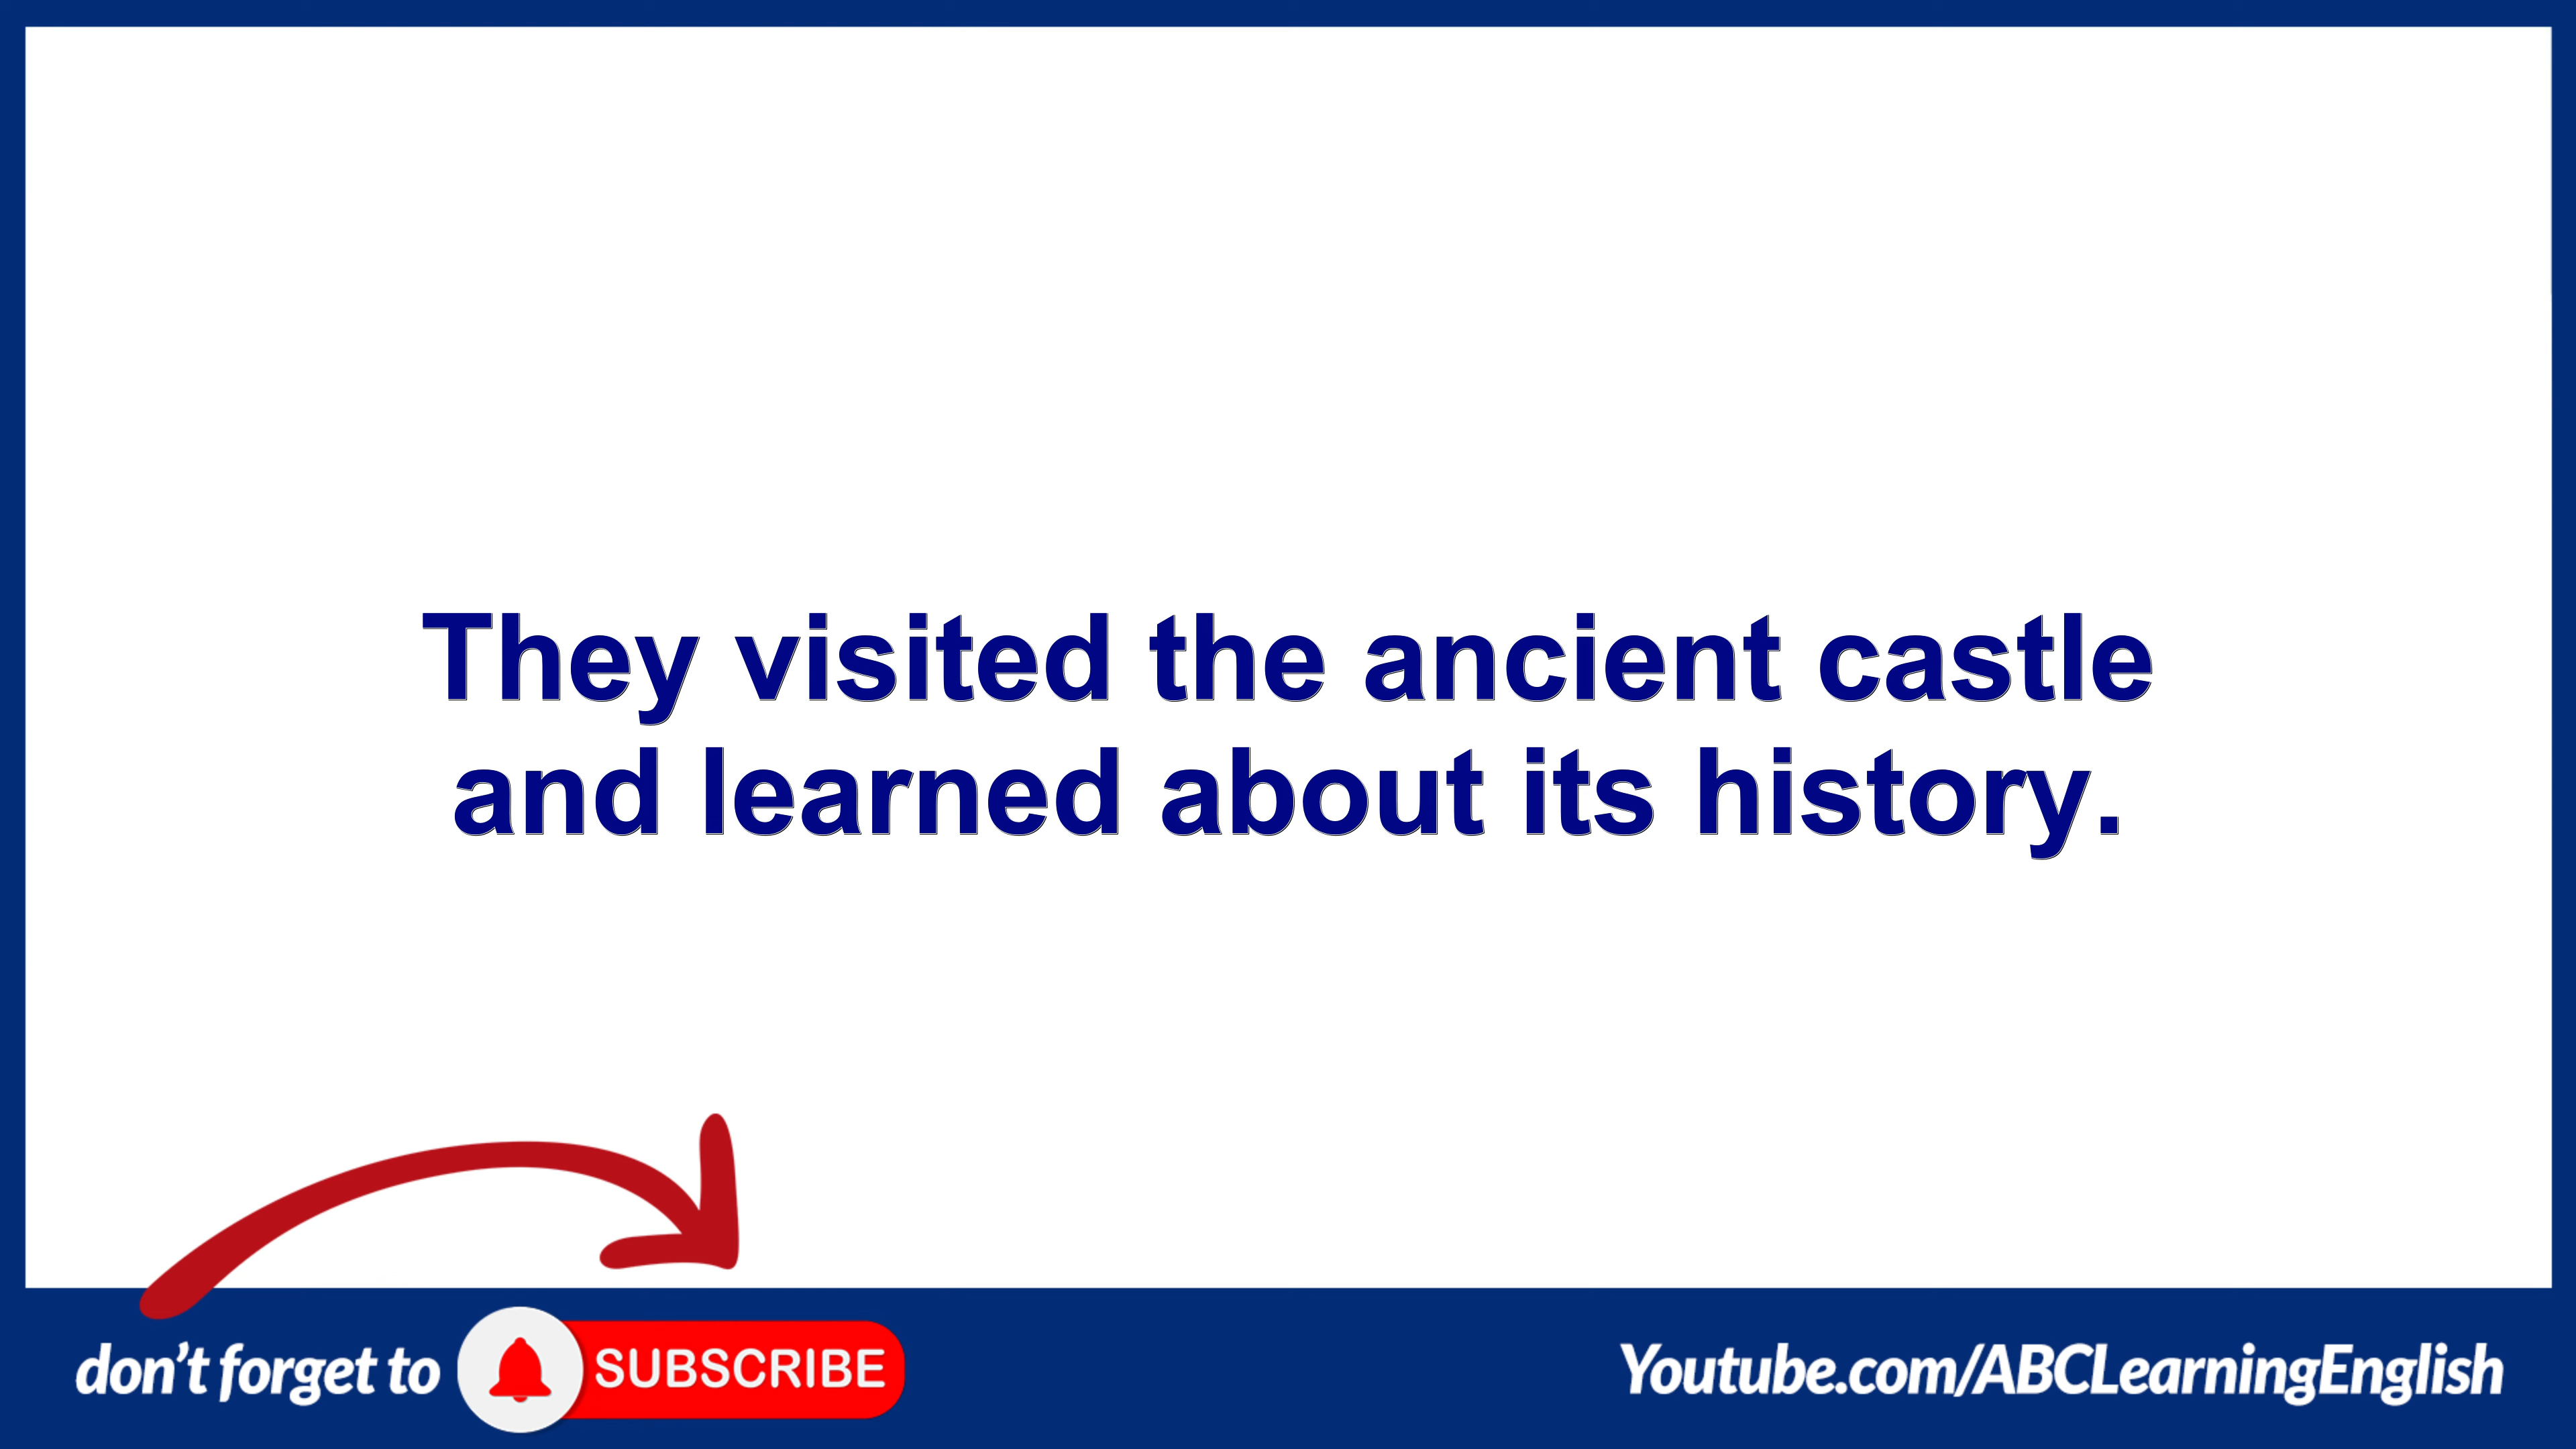 They visited the ancient castle
and learned about its history.
don't forget to SUBSCRIBE
Youtube.com/ABCLearningEnglish